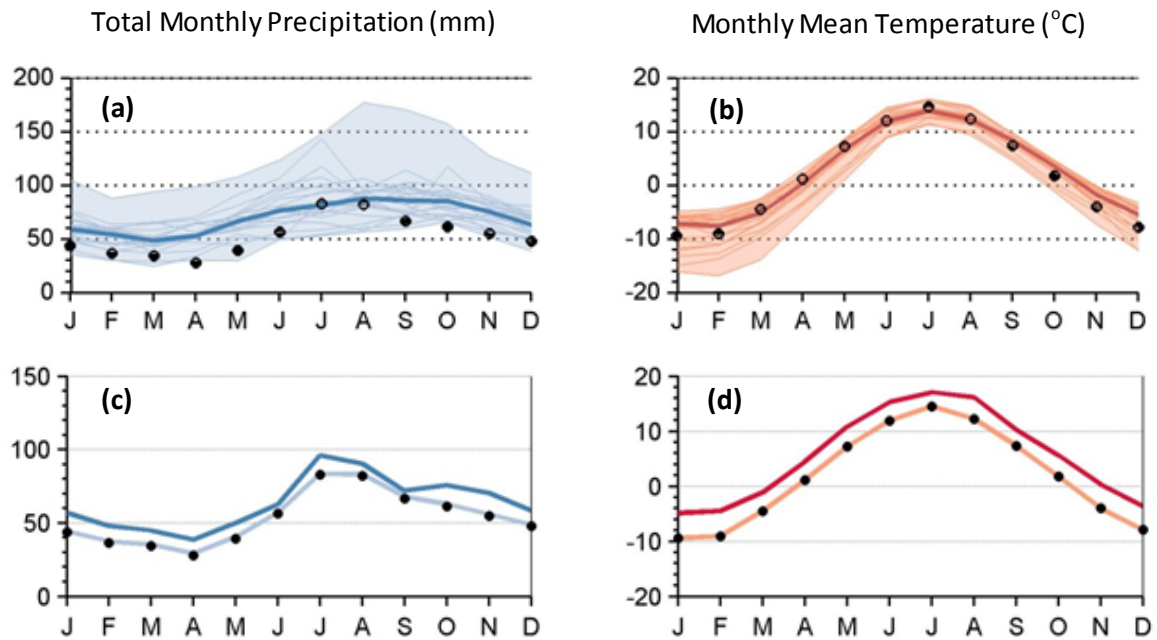 Total Monthly Precipitation (mm)
Monthly Mean Temperature (°C)
200
150
100
50
0
(a)
J F M A M J J A S O N D
20
10
0
-10
-20
(b)
J F M A M J J A S O N D
150
100
50
0
(c)
J F M A M J J A S O N D
20
10
0
-10
-20
(d)
J F M A M J J A S O N D